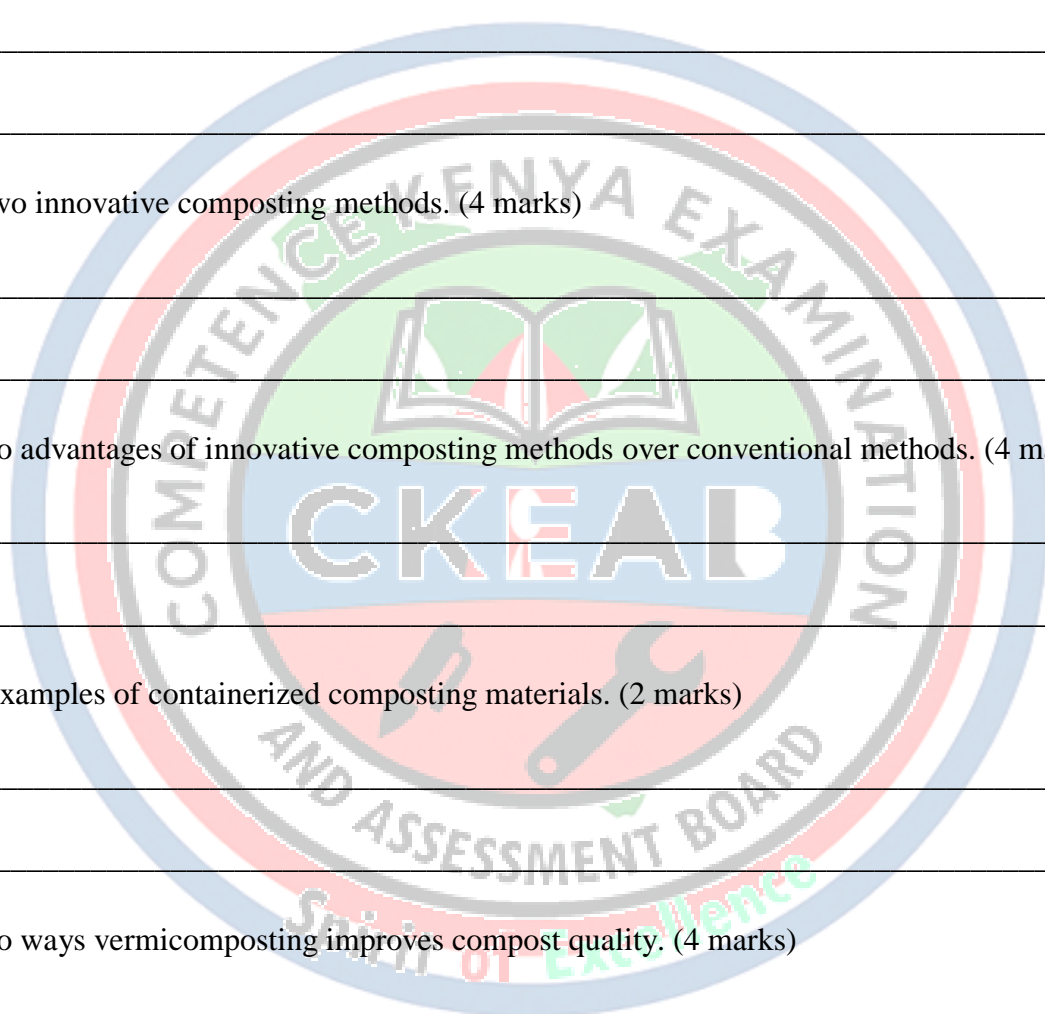 wo innovative composting methods. (4 marks)
o advantages of innovative composting methods over conventional methods. (4 ma
xamples of containerized composting materials. (2 marks)
o ways vermicomposting improves compost quality. (4 marks)
COMPETENCE KENYA EXAMINATION
CKEAB
AND ASSESSMENT BOARD
Spirit of Excellence